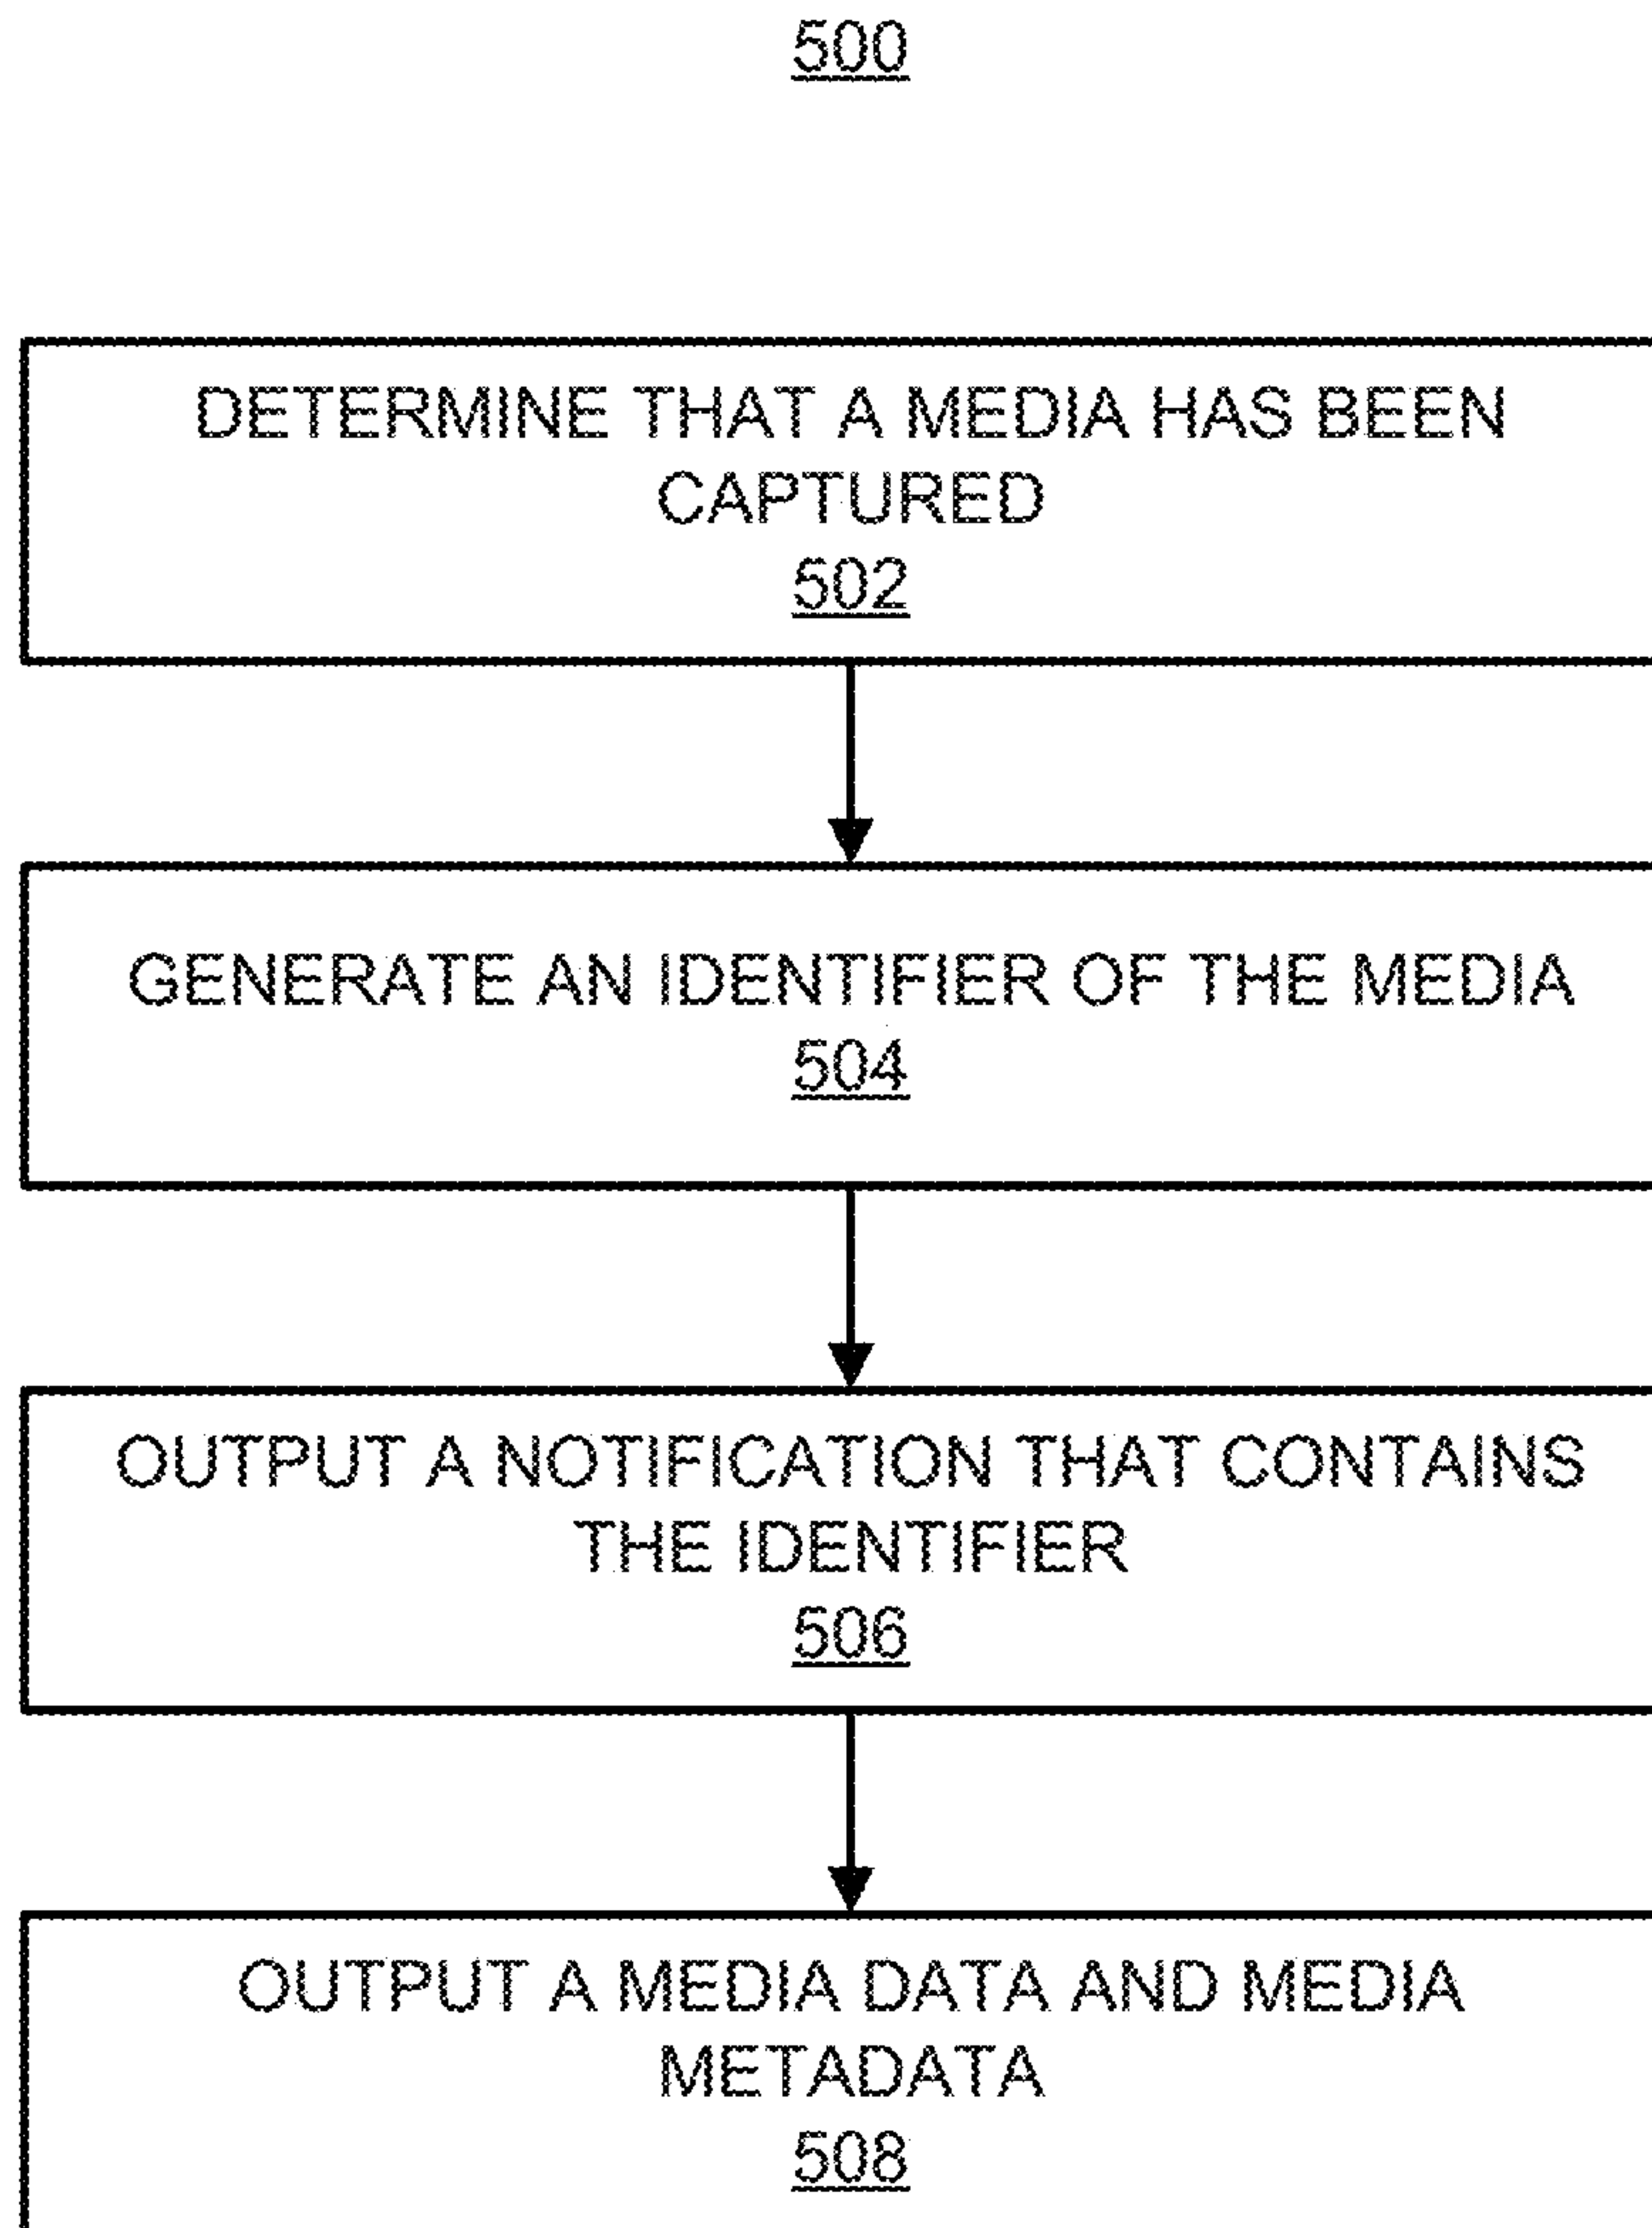 500
DETERMINE THAT A MEDIA HAS BEEN
CAPTURED
502
GENERATE AN IDENTIFIER OF THE MEDIA
504
OUTPUT A NOTIFICATION THAT CONTAINS
THE IDENTIFIER
506
OUTPUT A MEDIA DATA AND MEDIA
METADATA
508